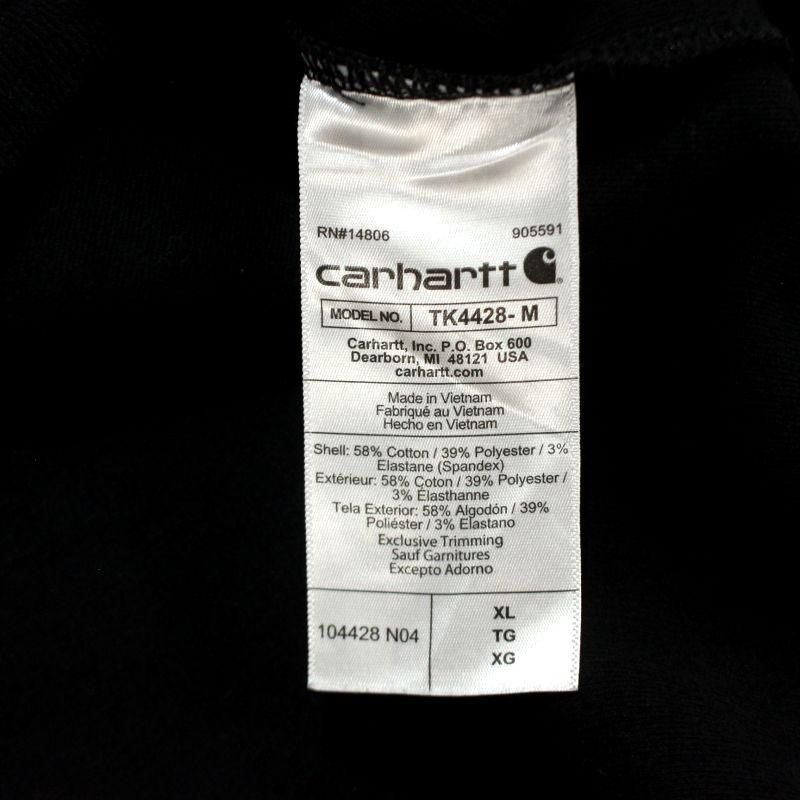 RN#14806 905591
carhartt
MODEL NO. TK4428- M
Carhartt, Inc. P.O. Box 600
Dearborn, MI 48121 USA
carhartt.com
Made in Vietnam
Fabriqué au Vietnam
Hecho en Vietnam
Shell: 58% Cotton / 39% Polyester / 3%
Elastane (Spandex)
Extérieur: 58% Coton / 39% Polyester /
3% Élasthanne
Tela Exterior: 58% Algodón / 39%
Poliéster / 3% Elastano
Exclusive Trimming
Sauf Garnitures
Excepto Adorno
104428 N04
XL
TG
XG